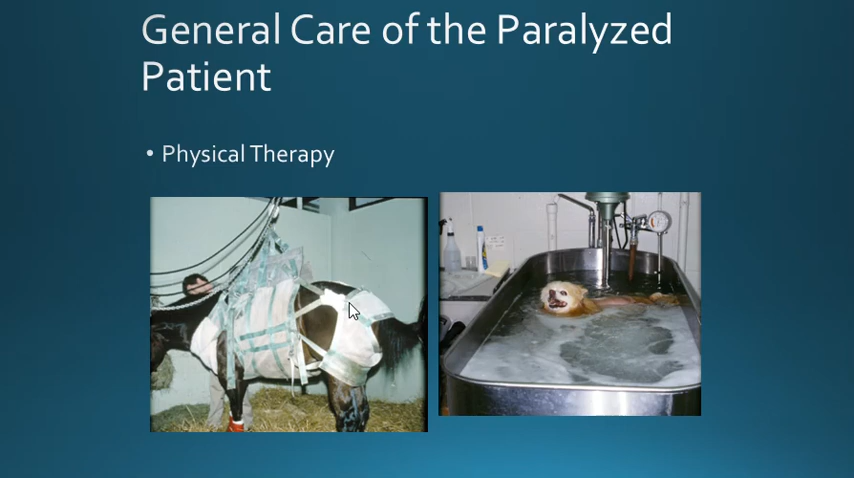 General Care of the Paralyzed
Patient
• Physical Therapy